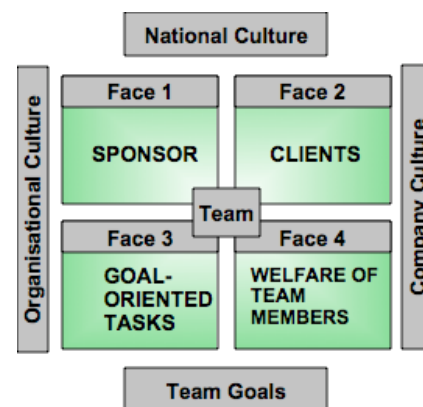 National Culture
Organisational Culture
Face 1
Face 2
SPONSOR
CLIENTS
Team
Face 3
Face 4
GOAL-
ORIENTED
TASKS
WELFARE OF
TEAM
MEMBERS
Company Culture
Team Goals